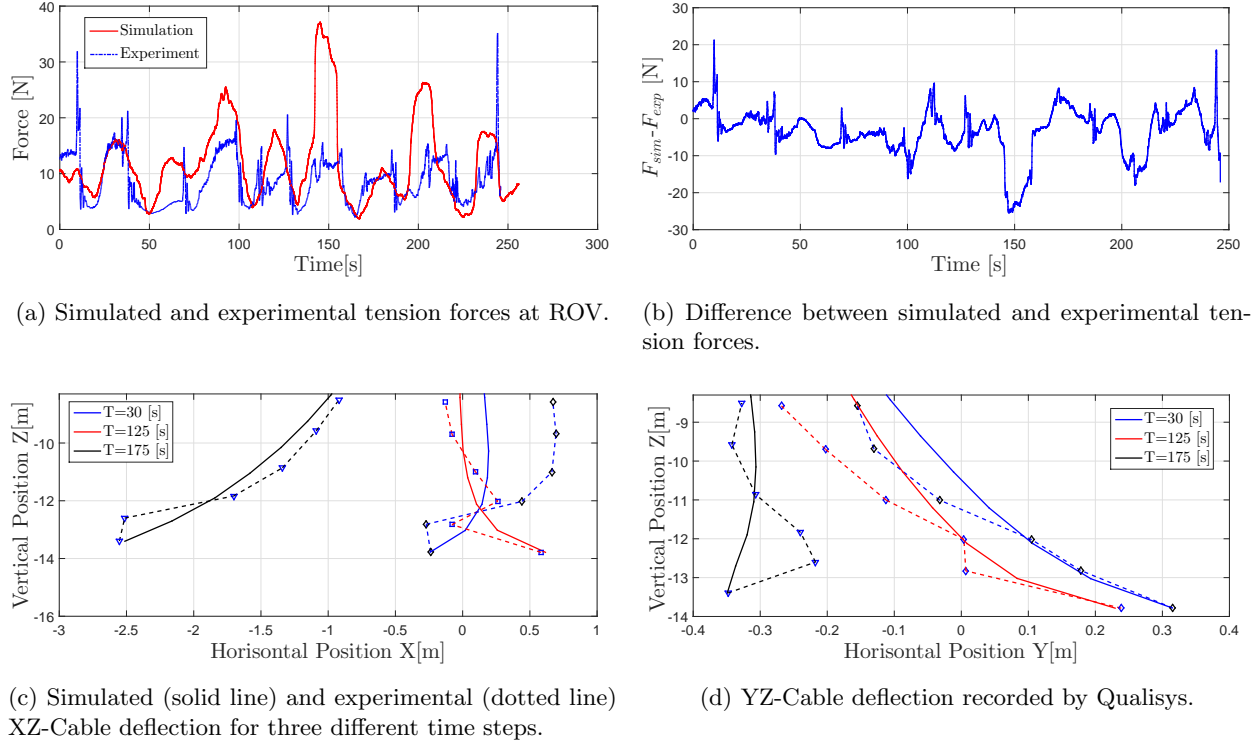 Simulation
Experiment
Force [N]
40
30
20
10
0
0
50
100
150
200
250
300
Time[s]
(a) Simulated and experimental tension forces at ROV.
F_sim-F_exp [N]
30
20
10
0
-10
-20
-30
0
50
100
150
200
250
Time [s]
(b) Difference between simulated and experimental ten-
sion forces.
T=30 [s]
T=125 [s]
T=175 [s]
Vertical Position Z[m]
-10
-12
-14
-16
-3
-2.5
-2
-1.5
-1
-0.5
0
0.5
1
Horisontal Position X[m]
(c) Simulated (solid line) and experimental (dotted line)
XZ-Cable deflection for three different time steps.
T=30 [s]
T=125 [s]
T=175 [s]
Vertical Position Z[m]
-9
-10
-11
-12
-13
-14
-0.4
-0.3
-0.2
-0.1
0
0.1
0.2
0.3
0.4
Horisontal Position Y[m]
(d) YZ-Cable deflection recorded by Qualisys.